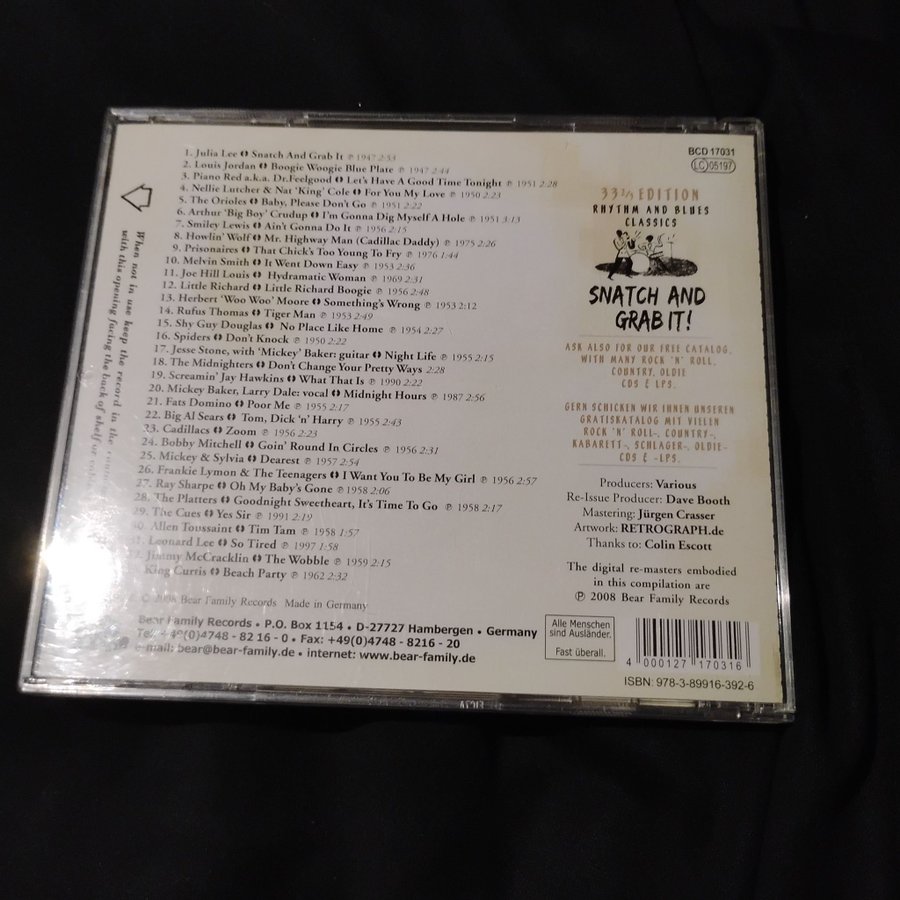 1. Julia Lee Snatch And Grab It ℗ 1947 2:53
2. Louis Jordan Boogie Woogie Blue Plate ℗ 1947 2:44
3. Piano Red a.k.a. Dr.Feelgood Let's Have A Good Time Tonight ℗ 1951 2:28
4. Nellie Lutcher & Nat 'King' Cole For You My Love ℗ 1950 2:23
5. The Orioles Baby, Please Don't Go ℗ 1951 2:22
6. Arthur 'Big Boy' Crudup I'm Gonna Dig Myself A Hole ℗ 1951 3:13
7. Smiley Lewis Ain't Gonna Do It ℗ 1956 2:15
8. Howlin' Wolf Mr. Highway Man (Cadillac Daddy) ℗ 1975 2:26
9. Prisonaires That Chick's Too Young To Fry ℗ 1976 1:44
10. Melvin Smith It Went Down Easy ℗ 1953 2:36
11. Joe Hill Louis Hydramatic Woman ℗ 1969 2:31
12. Little Richard Little Richard Boogie ℗ 1956 2:48
13. Herbert 'Woo Woo' Moore Something's Wrong ℗ 1953 2:12
14. Rufus Thomas Tiger Man ℗ 1953 2:49
15. Shy Guy Douglas No Place Like Home ℗ 1954 2:27
16. Spiders Don't Knock ℗ 1950 2:22
17. Jesse Stone, with 'Mickey' Baker: guitar Night Life ℗ 1955 2:15
18. The Midnighters Don't Change Your Pretty Ways 2:28
19. Screamin' Jay Hawkins What That Is ℗ 1990 2:22
20. Mickey Baker, Larry Dale: vocal Midnight Hours ℗ 1987 2:56
21. Fats Domino Poor Me ℗ 1955 2:17
22. Big Al Sears Tom, Dick 'n' Harry ℗ 1955 2:43
23. Cadillacs Zoom ℗ 1956 2:23
24. Bobby Mitchell Goin' Round In Circles ℗ 1956 2:31
25. Mickey & Sylvia Dearest ℗ 1957 2:54
26. Frankie Lymon & The Teenagers I Want You To Be My Girl ℗ 1956 2:57
27. Ray Sharpe Oh My Baby's Gone ℗ 1958 2:06
28. The Platters Goodnight Sweetheart, It's Time To Go ℗ 1958 2:17
29. The Cues Yes Sir ℗ 1991 2:19
30. Allen Toussaint Tim Tam ℗ 1958 1:57
31. Leonard Lee So Tired ℗ 1997 1:58
Jimmy McCracklin The Wobble ℗ 1959 2:15
King Curtis Beach Party ℗ 1962 2:32
© 2008 Bear Family Records Made in Germany
Bear Family Records • P.O. Box 1154 • D-27727 Hambergen • Germany
Tel: +49(0)4748 - 82 16 - 0 • Fax: +49(0)4748 - 8216 - 20
e-mail: bear@bear-family.de • internet: www.bear-family.de
When not in use keep the record in the
with this opening facing the back of shelf or
BCD 17031
LC 05197
33 1/3 EDITION
RHYTHM AND BLUES
CLASSICS
SNATCH AND
GRAB IT!
ASK ALSO FOR OUR FREE CATALOG,
WITH MANY ROCK 'N' ROLL,
COUNTRY, OLDIE
CDS & LPS.
GERN SCHICKEN WIR IHNEN UNSEREN
GRATISKATALOG MIT VIELEN
ROCK 'N' ROLL-, COUNTRY-,
KABARETT-, SCHLAGER-, OLDIE-
CDS & -LPS.
Producers: Various
Re-Issue Producer: Dave Booth
Mastering: Jürgen Crasser
Artwork: RETROGRAPH.de
Thanks to: Colin Escott
The digital re-masters embodied
in this compilation are
℗ 2008 Bear Family Records
Alle Menschen
sind Ausländer.
Fast überall.
4 000127 170316
ISBN: 978-3-89916-392-6